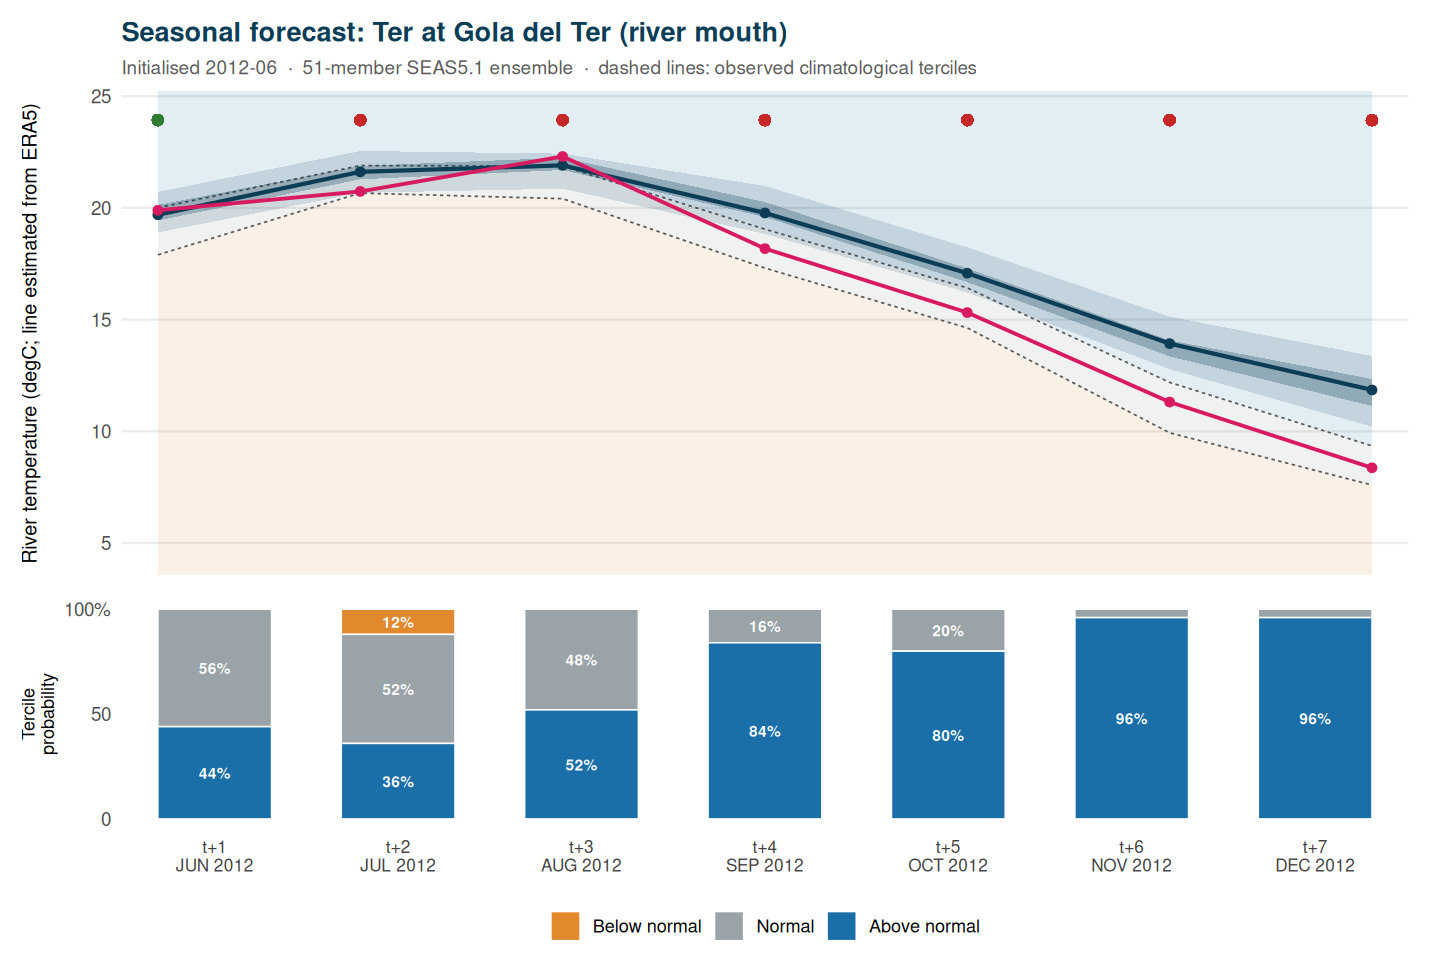 Seasonal forecast: Ter at Gola del Ter (river mouth)
Initialised 2012-06 · 51-member SEAS5.1 ensemble · dashed lines: observed climatological terciles
River temperature (degC; line estimated from ERA5)
25
20
15
10
5
Tercile
probability
100%
50
0
56%
44%
12%
52%
36%
48%
52%
16%
84%
20%
80%
96%
96%
t+1
JUN 2012
t+2
JUL 2012
t+3
AUG 2012
t+4
SEP 2012
t+5
OCT 2012
t+6
NOV 2012
t+7
DEC 2012
Below normal
Normal
Above normal